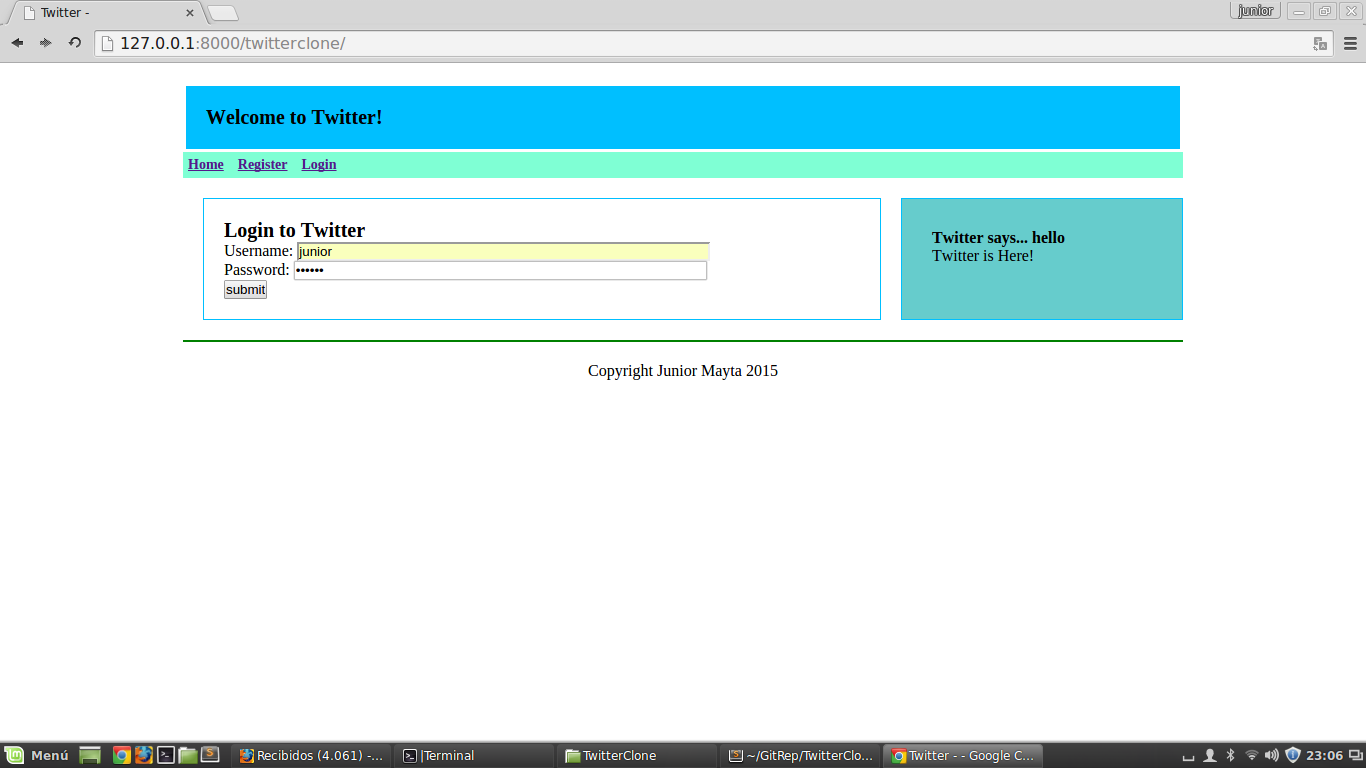 Twitter -
junior
127.0.0.1:8000/twitterclone/
Welcome to Twitter!
Home Register Login
Login to Twitter
Username: junior
Password: ••••••
submit
Twitter says... hello
Twitter is Here!
Copyright Junior Mayta 2015
Menú Recibidos (4.061) -... |Terminal TwitterClone ~/GitRep/TwitterClo... Twitter - - Google C... 23:06